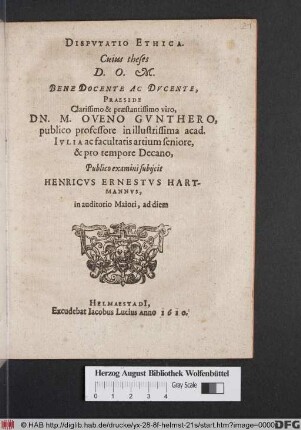 DISPVTATIO ETHICA.
Cuius theses
D. O. M.
BENE DOCENTE AC DVCENTE,
PRAESIDE
Clarissimo & præstantissimo viro,
DN. M. OVENO GVNTHERO,
publico professore in illustrissima acad.
IVLIA ac facultatis artium seniore,
& pro tempore Decano,
Publico examini subijcit
HENRICVS ERNESTVS HART-
MANNVS,
in auditorio Maiori, ad diem
HELMAESTADI,
Excudebat Iacobus Lucius anno 1610.
Herzog August Bibliothek Wolfenbüttel
0 1 2 3 4
Gray Scale
© HAB http://diglib.hab.de/drucke/yx-28-8f-helmst-21s/start.htm?image=0000
DFG